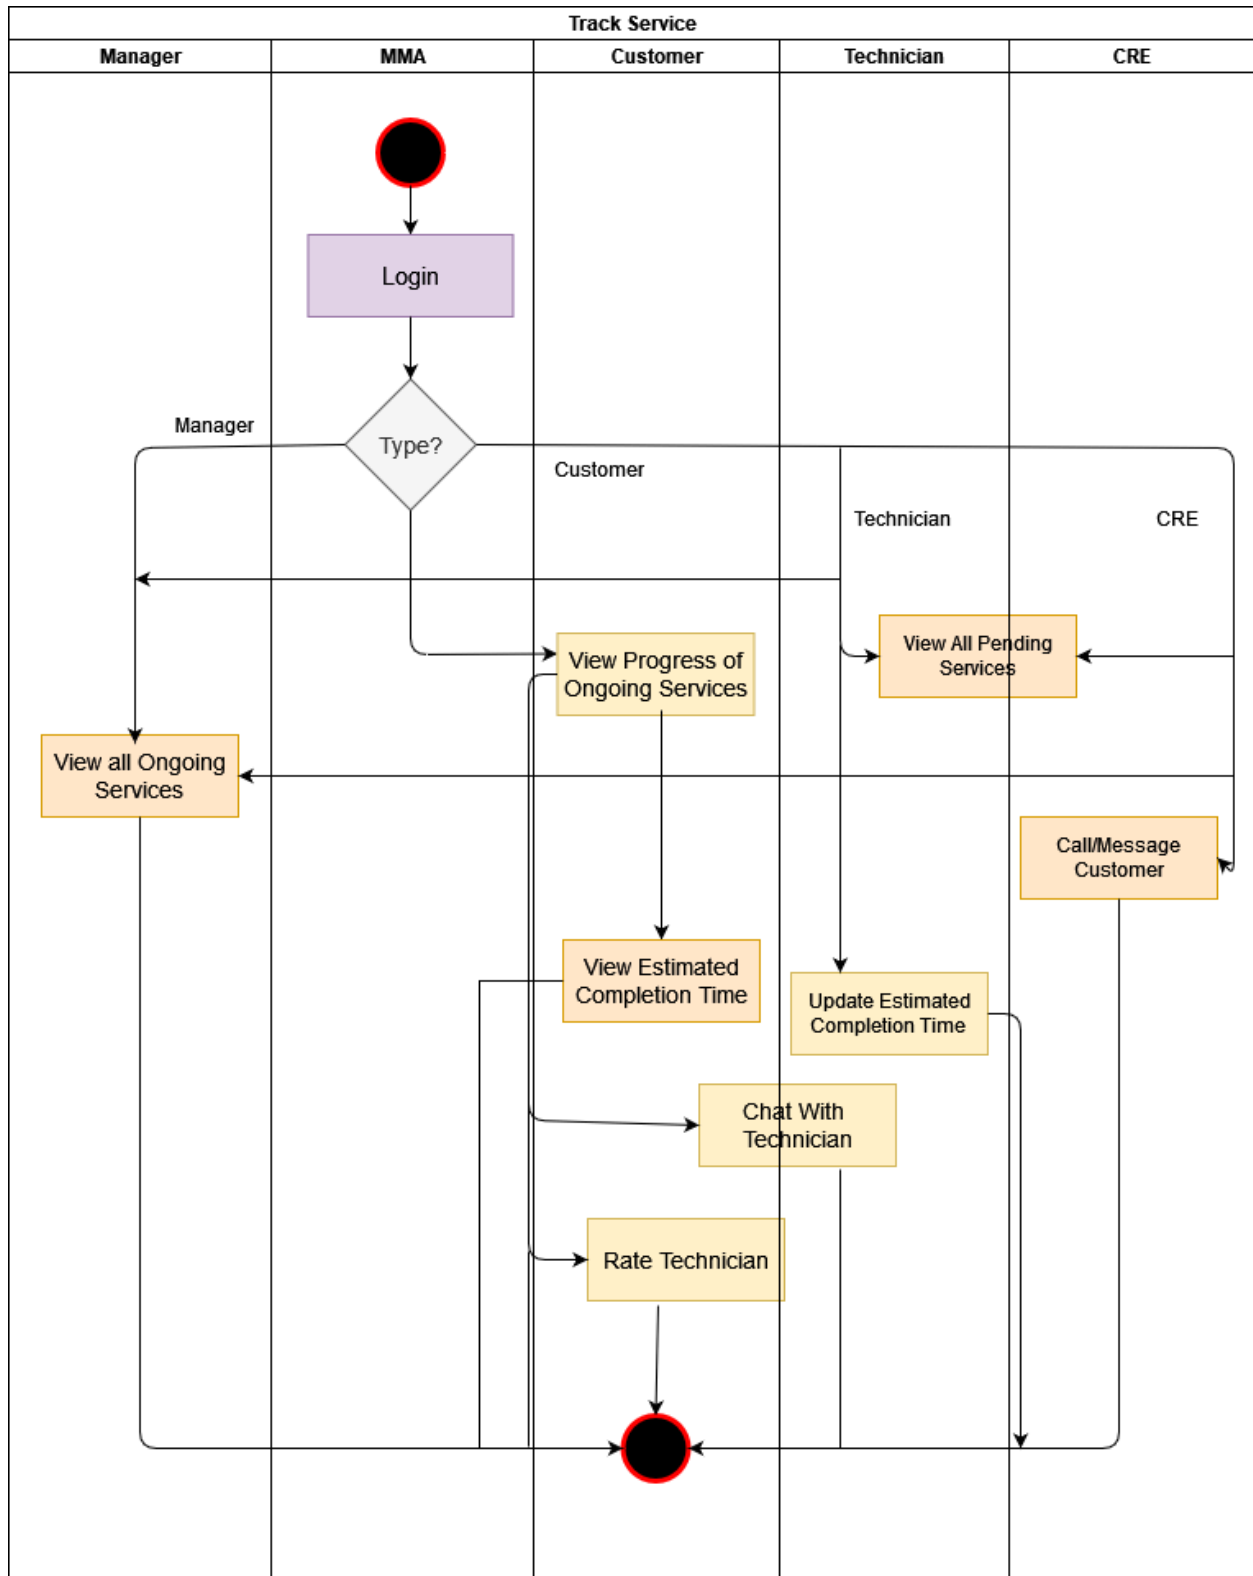 Track Service
Manager
MMA
Customer
Technician
CRE
Login
Type?
Manager
Customer
Technician
CRE
View All Pending
Services
View Progress of
Ongoing Services
View all Ongoing
Services
Call/Message
Customer
View Estimated
Completion Time
Update Estimated
Completion Time
Chat With
Technician
Rate Technician